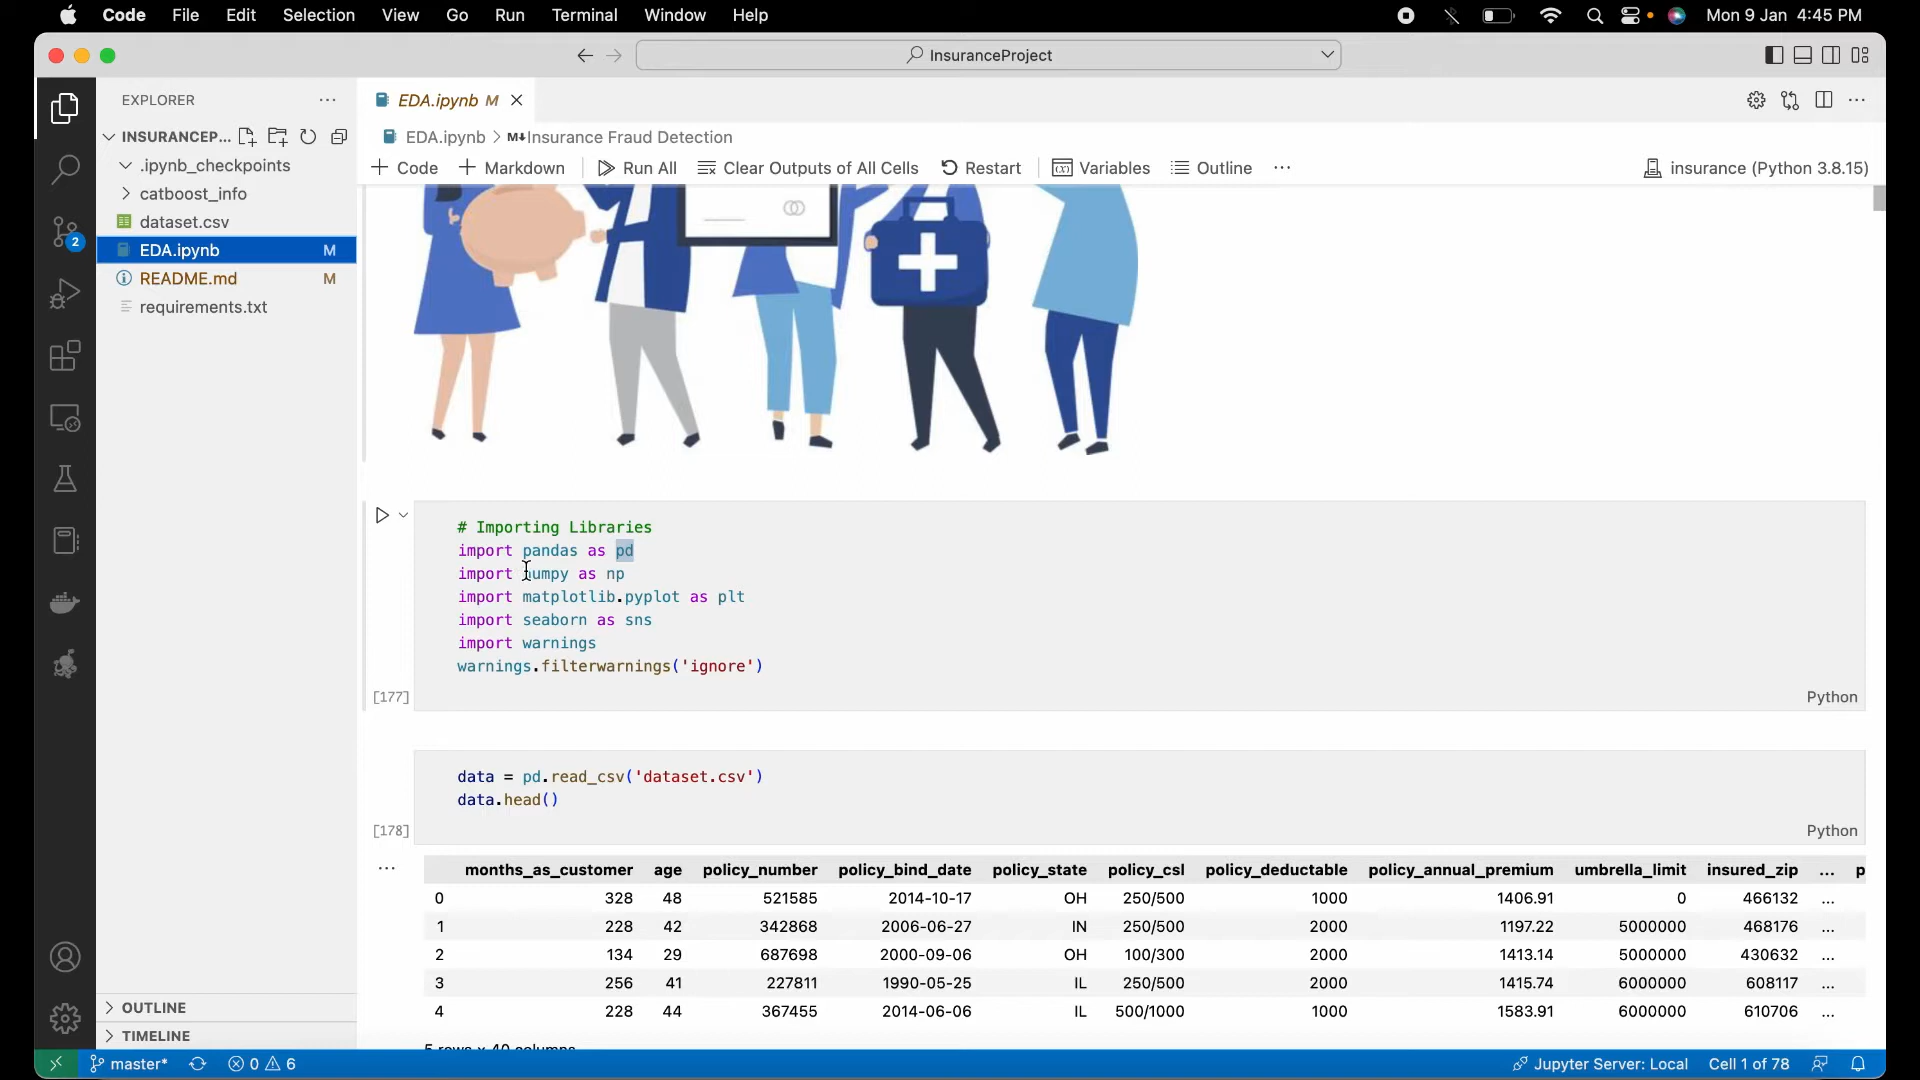 Code File Edit Selection View Go Run Terminal Window Help Mon 9 Jan 4:45 PM
InsuranceProject
EXPLORER
INSURANCEP...
.ipynb_checkpoints
catboost_info
dataset.csv
EDA.ipynb M
README.md M
requirements.txt
OUTLINE
TIMELINE
EDA.ipynb M
EDA.ipynb > M↓Insurance Fraud Detection
+ Code + Markdown Run All Clear Outputs of All Cells Restart Variables Outline ... insurance (Python 3.8.15)
# Importing Libraries
import pandas as pd
import numpy as np
import matplotlib.pyplot as plt
import seaborn as sns
import warnings
warnings.filterwarnings('ignore')
[177] Python
data = pd.read_csv('dataset.csv')
data.head()
[178] Python
... months_as_customer age policy_number policy_bind_date policy_state policy_csl policy_deductable policy_annual_premium umbrella_limit insured_zip ... p
0 328 48 521585 2014-10-17 OH 250/500 1000 1406.91 0 466132 ...
1 228 42 342868 2006-06-27 IN 250/500 2000 1197.22 5000000 468176 ...
2 134 29 687698 2000-09-06 OH 100/300 2000 1413.14 5000000 430632 ...
3 256 41 227811 1990-05-25 IL 250/500 2000 1415.74 6000000 608117 ...
4 228 44 367455 2014-06-06 IL 500/1000 1000 1583.91 6000000 610706 ...
5 rows × 40 columns
master* 0 6 Jupyter Server: Local Cell 1 of 78
2